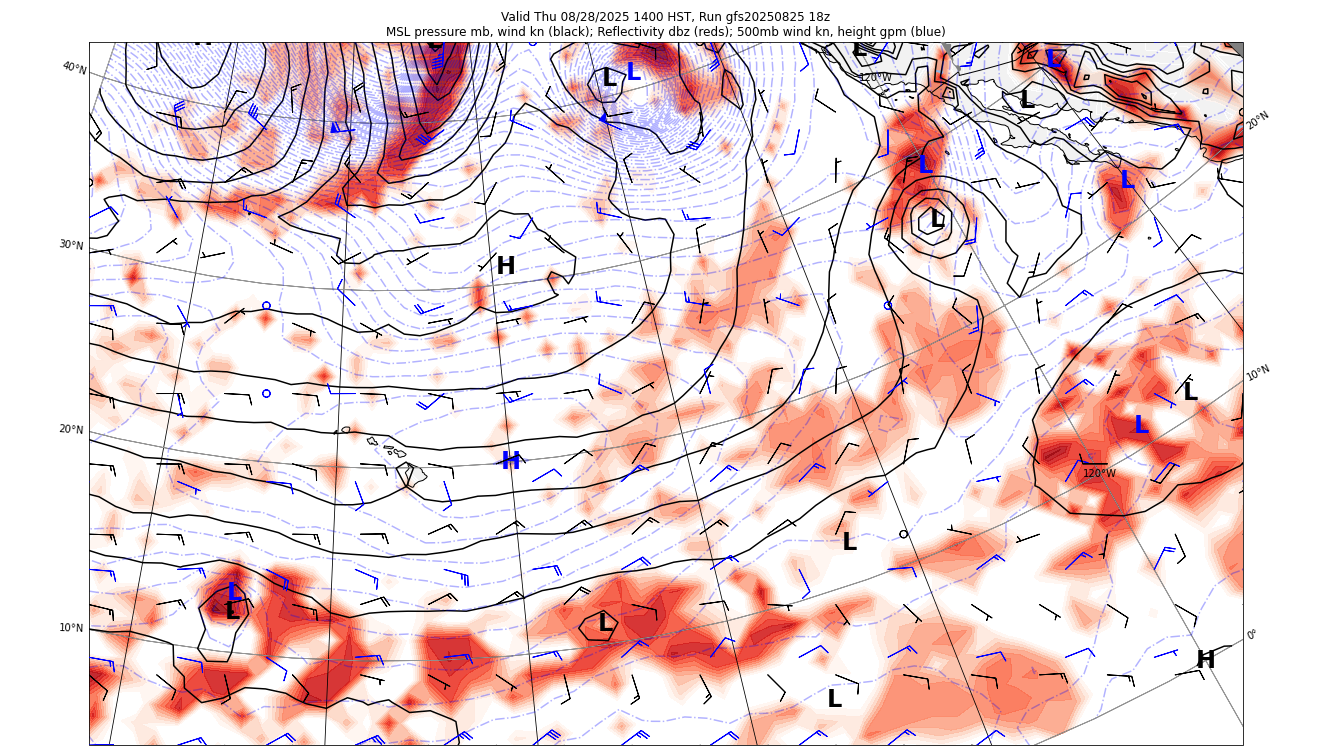 Valid Thu 08/28/2025 1400 HST, Run gfs20250825 18z
MSL pressure mb, wind kn (black); Reflectivity dbz (reds); 500mb wind kn, height gpm (blue)
L
L
L
L
120°W
L
40°N
20°N
L
L
L
30°N
H
10°N
L
L
20°N
H
120°W
L
L
L
L
10°N
0°
H
L